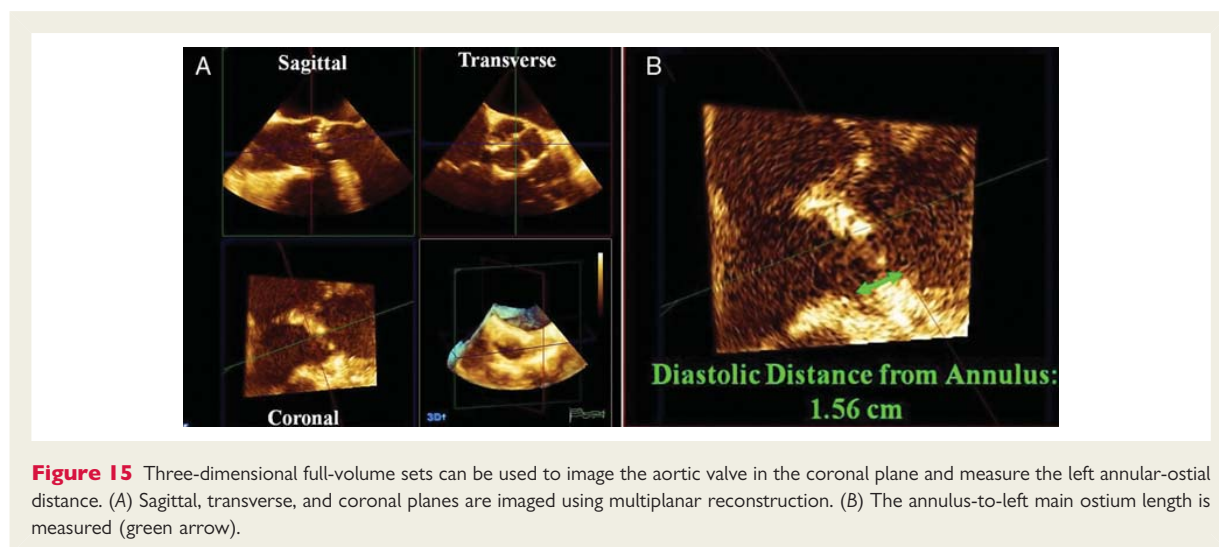 A
Sagittal
Transverse
Coronal
3D↑
B
Diastolic Distance from Annulus:
1.56 cm
Figure 15 Three-dimensional full-volume sets can be used to image the aortic valve in the coronal plane and measure the left annular-ostial
distance. (A) Sagittal, transverse, and coronal planes are imaged using multiplanar reconstruction. (B) The annulus-to-left main ostium length is
measured (green arrow).